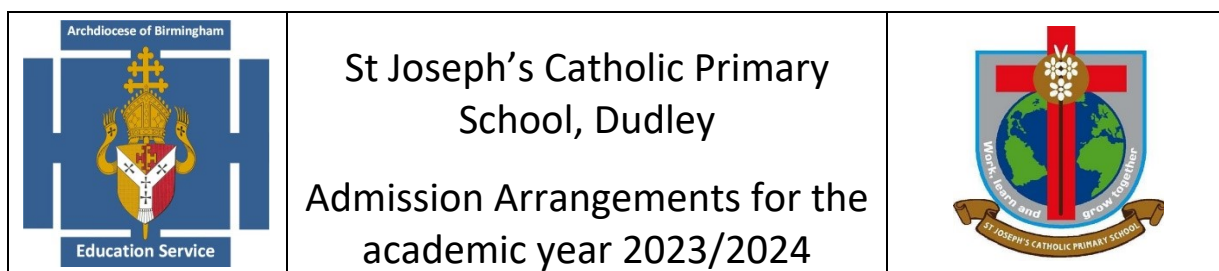 Archdiocese of Birmingham
Education Service
St Joseph's Catholic Primary
School, Dudley
Admission Arrangements for the
academic year 2023/2024
Work, learn and grow together
ST JOSEPH'S CATHOLIC PRIMARY SCHOOL